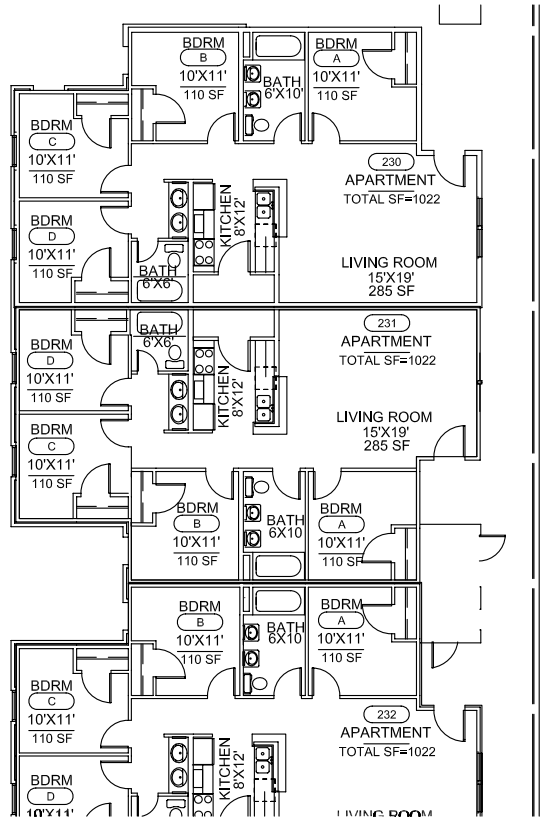 BDRM
B
10'X11'
110 SF
BATH
6'X10'
BDRM
A
10'X11'
110 SF
BDRM
C
10'X11'
110 SF
230
APARTMENT
TOTAL SF=1022
BDRM
D
10'X11'
110 SF
KITCHEN
8'X12'
BATH
6'X6'
LIVING ROOM
15'X19'
285 SF
BATH
6'X6'
231
APARTMENT
TOTAL SF=1022
BDRM
D
10'X11'
110 SF
KITCHEN
8'X12'
LIVING ROOM
15'X19'
285 SF
BDRM
C
10'X11'
110 SF
BDRM
B
10'X11'
110 SF
BATH
6X10
BDRM
A
10'X11'
110 SF
BDRM
B
10'X11'
110 SF
BATH
6X10
BDRM
A
10'X11'
110 SF
BDRM
C
10'X11'
110 SF
232
APARTMENT
TOTAL SF=1022
KITCHEN
8'X12'
BDRM
D
10'X11'
LIVING ROOM